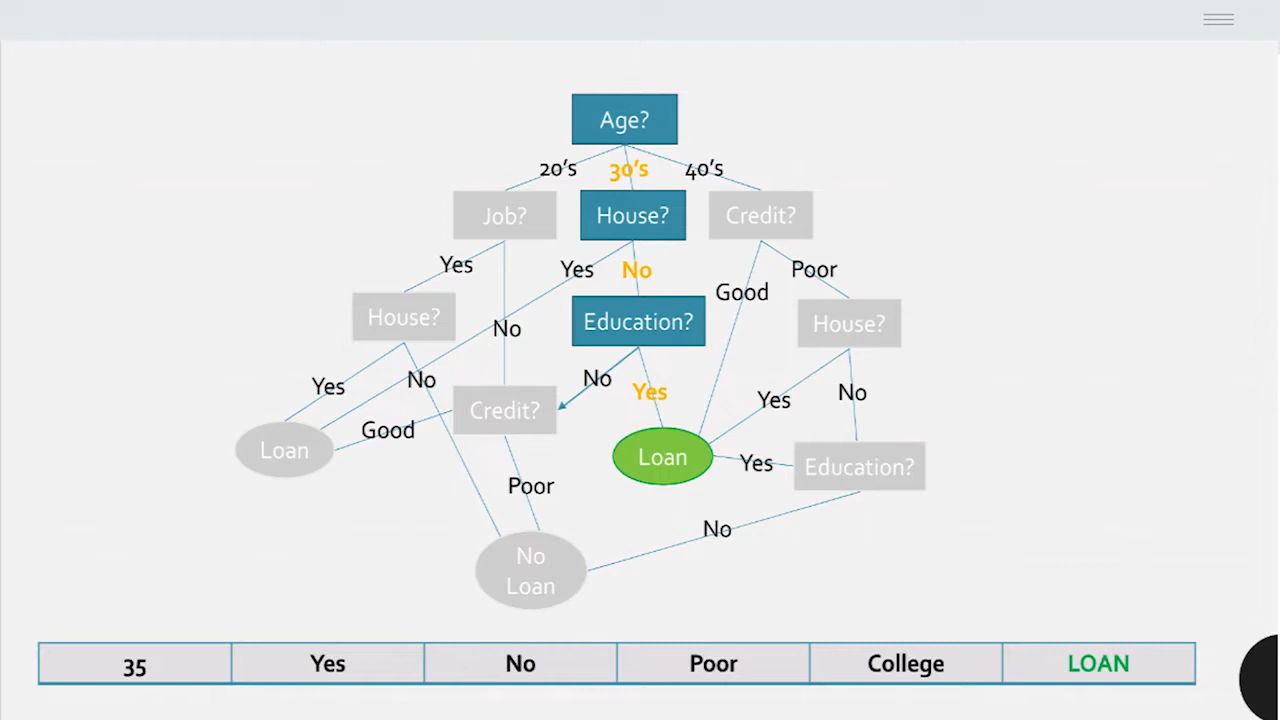 Age?
20's
30's
40's
Job?
House?
Credit?
Yes
Yes
No
Poor
Good
House?
No
Education?
House?
Yes
No
No
Yes
Yes
No
Good
Credit?
Loan
Loan
Yes
Education?
Poor
No
No
Loan
35
Yes
No
Poor
College
LOAN